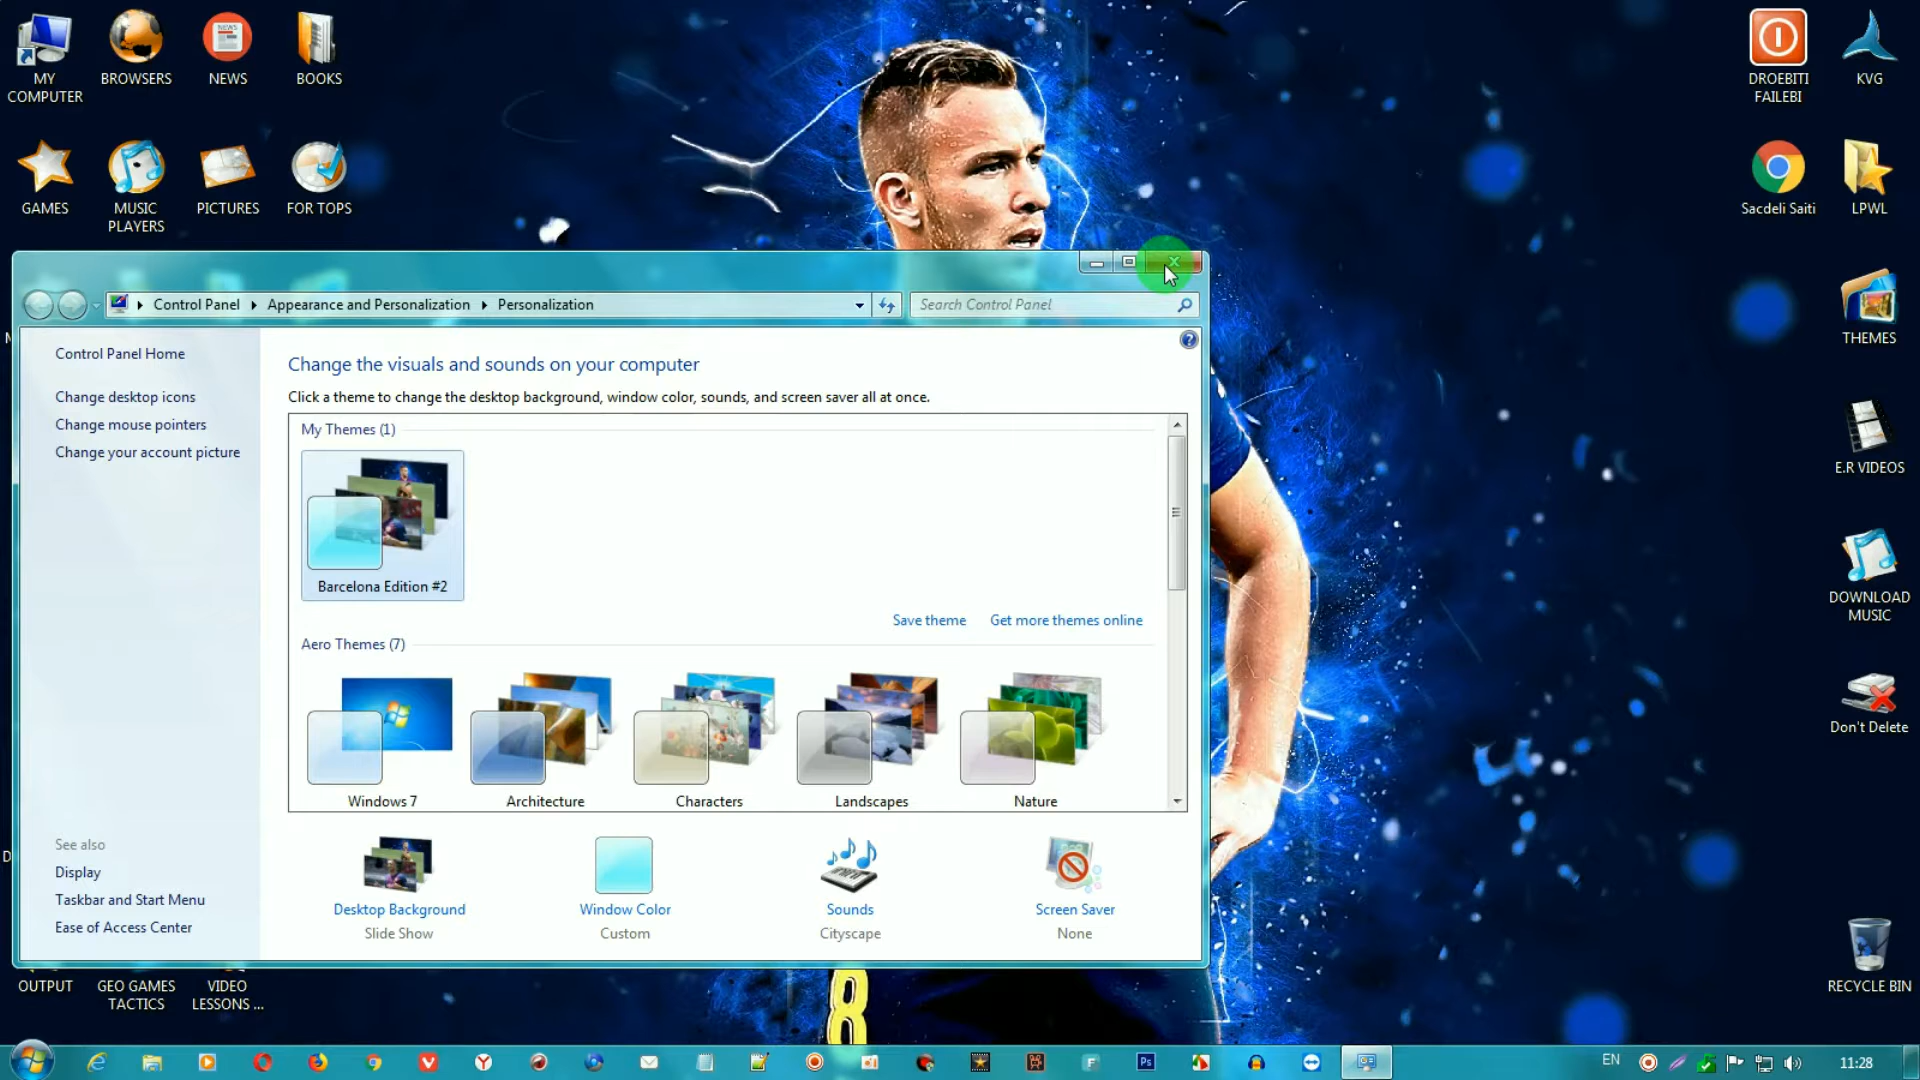 MY
COMPUTER
BROWSERS
NEWS
NEWS
BOOKS
DROEBITI
FAILEBI
KVG
GAMES
MUSIC
PLAYERS
PICTURES
FOR TOPS
Sacdeli Saiti
LPWL
Control Panel
Appearance and Personalization
Personalization
Search Control Panel
THEMES
Control Panel Home
Change desktop icons
Change mouse pointers
Change your account picture
Change the visuals and sounds on your computer
Click a theme to change the desktop background, window color, sounds, and screen saver all at once.
My Themes (1)
Barcelona Edition #2
Save theme
Get more themes online
Aero Themes (7)
Windows 7
Architecture
Characters
Landscapes
Nature
E.R VIDEOS
DOWNLOAD
MUSIC
Don't Delete
See also
Display
Taskbar and Start Menu
Ease of Access Center
Desktop Background
Slide Show
Window Color
Custom
Sounds
Cityscape
Screen Saver
None
OUTPUT
GEO GAMES
TACTICS
VIDEO
LESSONS ...
8
RECYCLE BIN
Y
F
Ps
EN
11:28